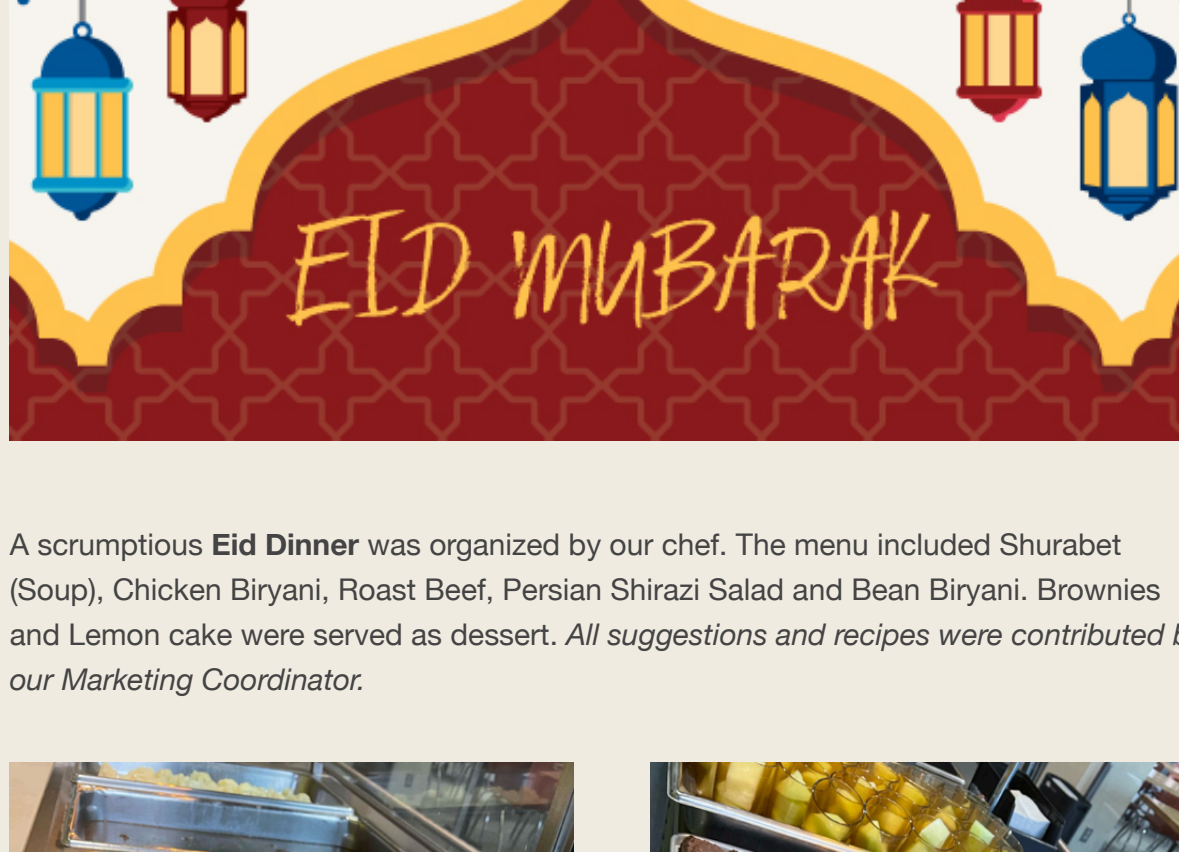 EID MUBARAK
A scrumptious Eid Dinner was organized by our chef. The menu included Shurabet
(Soup), Chicken Biryani, Roast Beef, Persian Shirazi Salad and Bean Biryani. Brownies
and Lemon cake were served as dessert. All suggestions and recipes were contributed
our Marketing Coordinator.